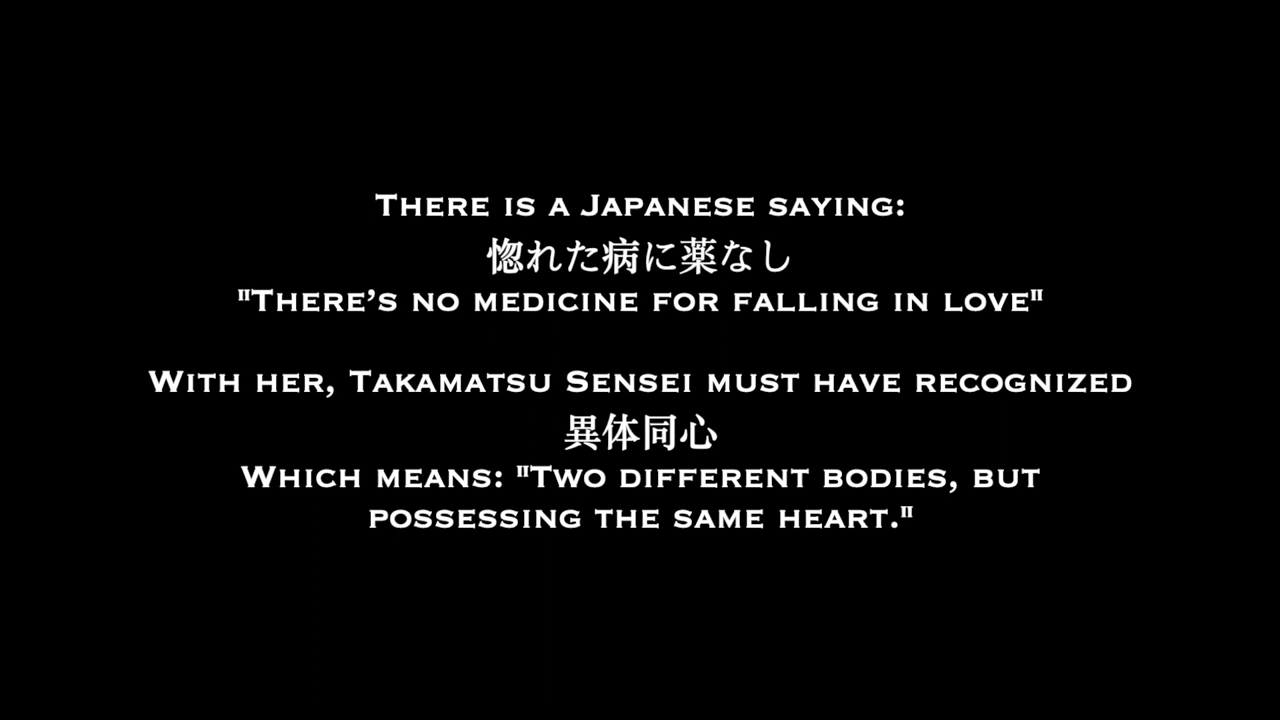 There is a Japanese saying:
惚れた病に薬なし
"There’s no medicine for falling in love"
With her, Takamatsu Sensei must have recognized
異体同心
Which means: "Two different bodies, but
possessing the same heart."